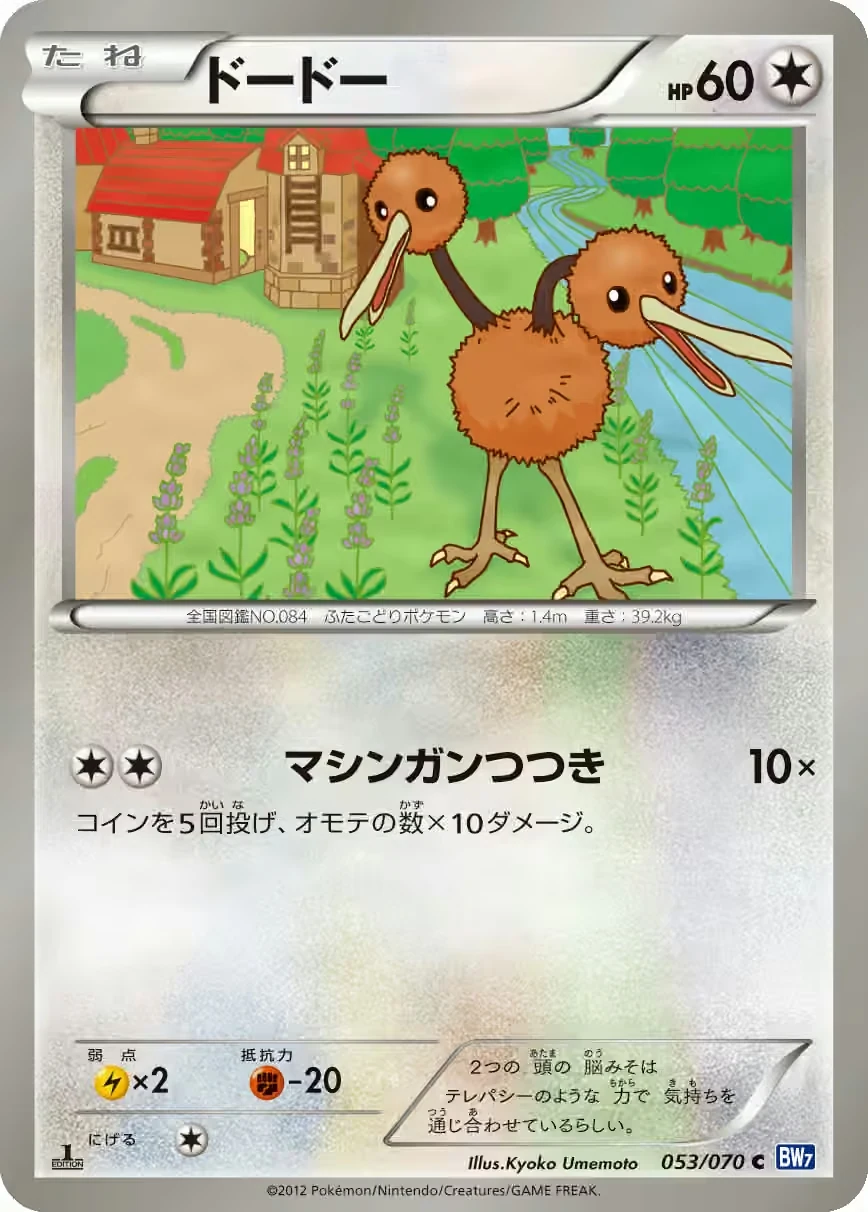 たね ドードー HP60
全国図鑑NO.084 ふたごどりポケモン 高さ：1.4m 重さ：39.2kg
マシンガンつつき 10×
コインを5回投げ、オモテの数×10ダメージ。
弱点 抵抗力
×2 −20
にげる
2つの 頭の 脳みそは
テレパシーのような 力で 気持ちを
通じ合わせているらしい。
1 EDITION
Illus.Kyoko Umemoto 053/070 C BW7
©2012 Pokémon/Nintendo/Creatures/GAME FREAK.